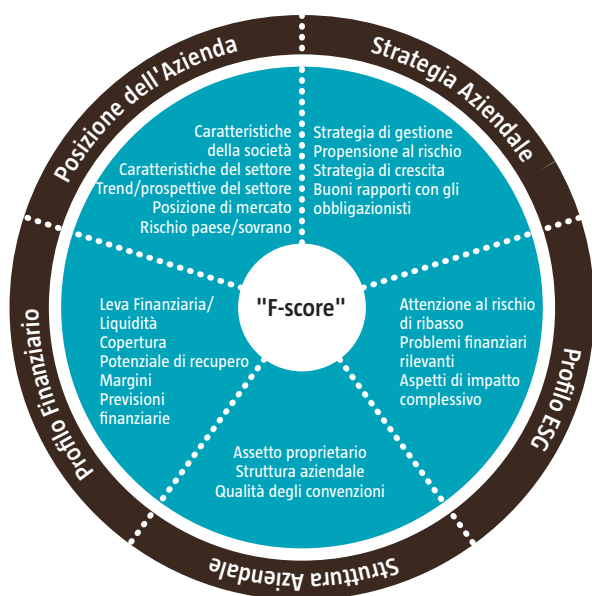 Posizione dell'Azienda
Caratteristiche
della società
Caratteristiche del settore
Trend/prospettive del settore
Posizione di mercato
Rischio paese/sovrano
Strategia Aziendale
Strategia di gestione
Propensione al rischio
Strategia di crescita
Buoni rapporti con gli
obbligazionisti
"F-score"
Profilo Finanziario
Leva Finanziaria/
Liquidità
Copertura
Potenziale di recupero
Margini
Previsioni
finanziarie
Attenzione al rischio
di ribasso
Problemi finanziari
rilevanti
Aspetti di impatto
complessivo
Profilo ESG
Assetto proprietario
Struttura aziendale
Qualità degli convenzioni
Struttura Aziendale